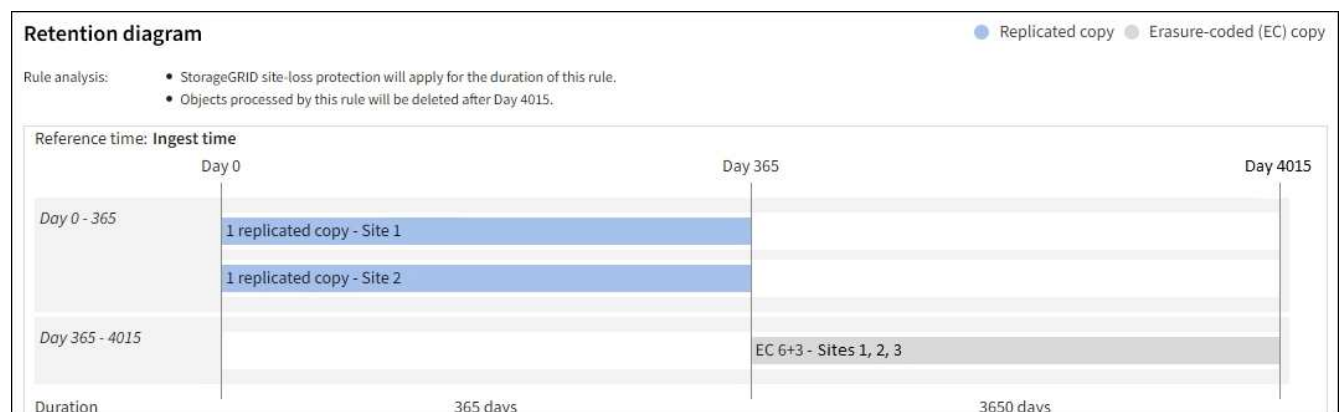 Retention diagram
Replicated copy Erasure-coded (EC) copy
Rule analysis:
• StorageGRID site-loss protection will apply for the duration of this rule.
• Objects processed by this rule will be deleted after Day 4015.
Reference time: Ingest time
Day 0 Day 365 Day 4015
Day 0 - 365
1 replicated copy - Site 1
1 replicated copy - Site 2
Day 365 - 4015
EC 6+3 - Sites 1, 2, 3
Duration 365 days 3650 days